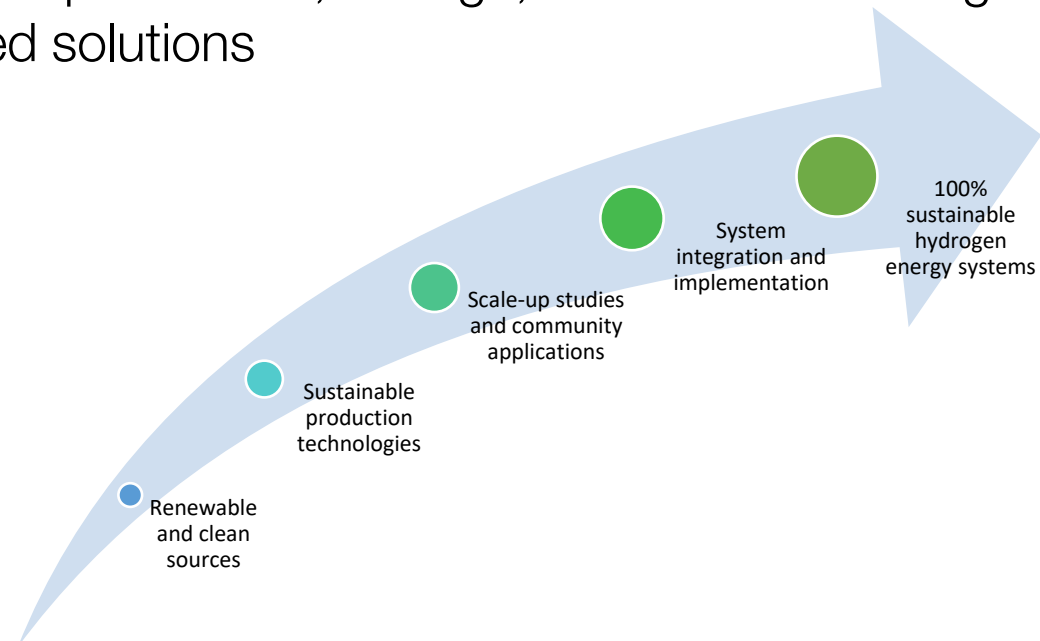 ed solutions
100%
sustainable
hydrogen
energy systems
System
integration and
implementation
Scale-up studies
and community
applications
Sustainable
production
technologies
Renewable
and clean
sources